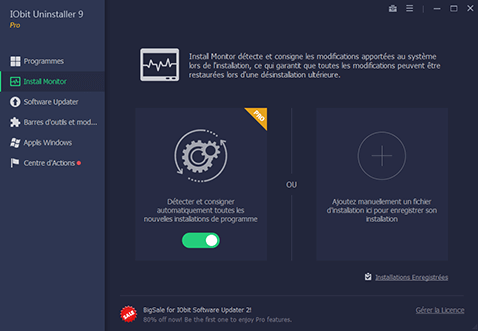 IObit Uninstaller 9
Pro
Programmes
Install Monitor
Software Updater
Barres d'outils et mod...
Applis Windows
Centre d'Actions
Install Monitor détecte et consigne les modifications apportées au système
lors de l'installation, ce qui garantit que toutes les modifications peuvent être
restaurées lors d'une désinstallation ultérieure.
PRO
Détecter et consigner
automatiquement toutes les
nouvelles installations de programme
OU
Ajoutez manuellement un fichier
d'installation ici pour enregistrer son
installation
Installations Enregistrées
SALE
BigSale for IObit Software Updater 2!
80% off now! Be the first one to enjoy Pro features.
Gérer la Licence